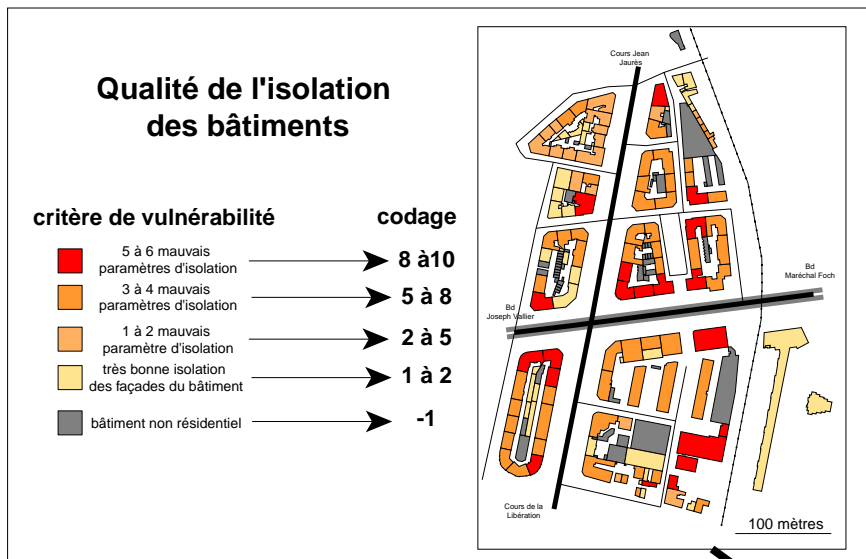 Qualité de l'isolation
des bâtiments
critère de vulnérabilité
codage
5 à 6 mauvais
paramètres d'isolation
8 à10
3 à 4 mauvais
paramètres d'isolation
5 à 8
1 à 2 mauvais
paramètre d'isolation
2 à 5
très bonne isolation
des façades du bâtiment
1 à 2
bâtiment non résidentiel
-1
Cours Jean
Jaurès
Bd
Maréchal Foch
Bd
Joseph Vallier
Cours de la
Libération
100 mètres